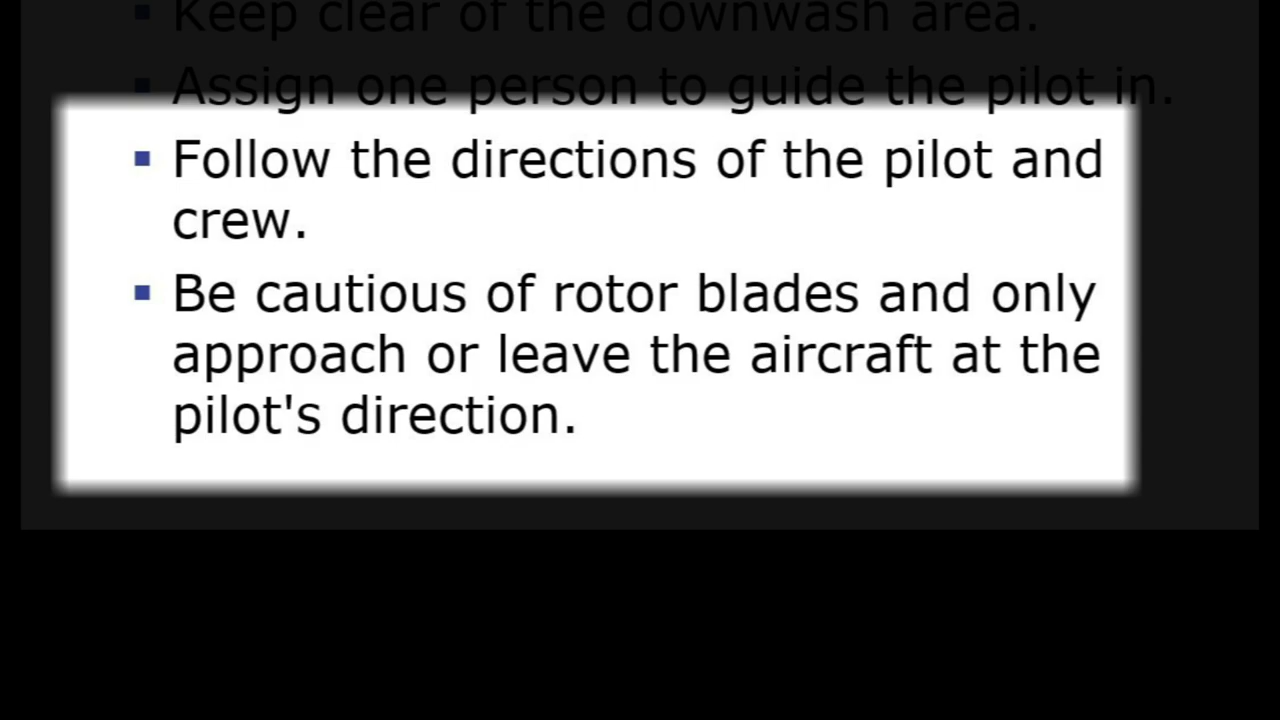 Keep clear of the downwash area.
Assign one person to guide the pilot in.
Follow the directions of the pilot and
crew.
Be cautious of rotor blades and only
approach or leave the aircraft at the
pilot's direction.